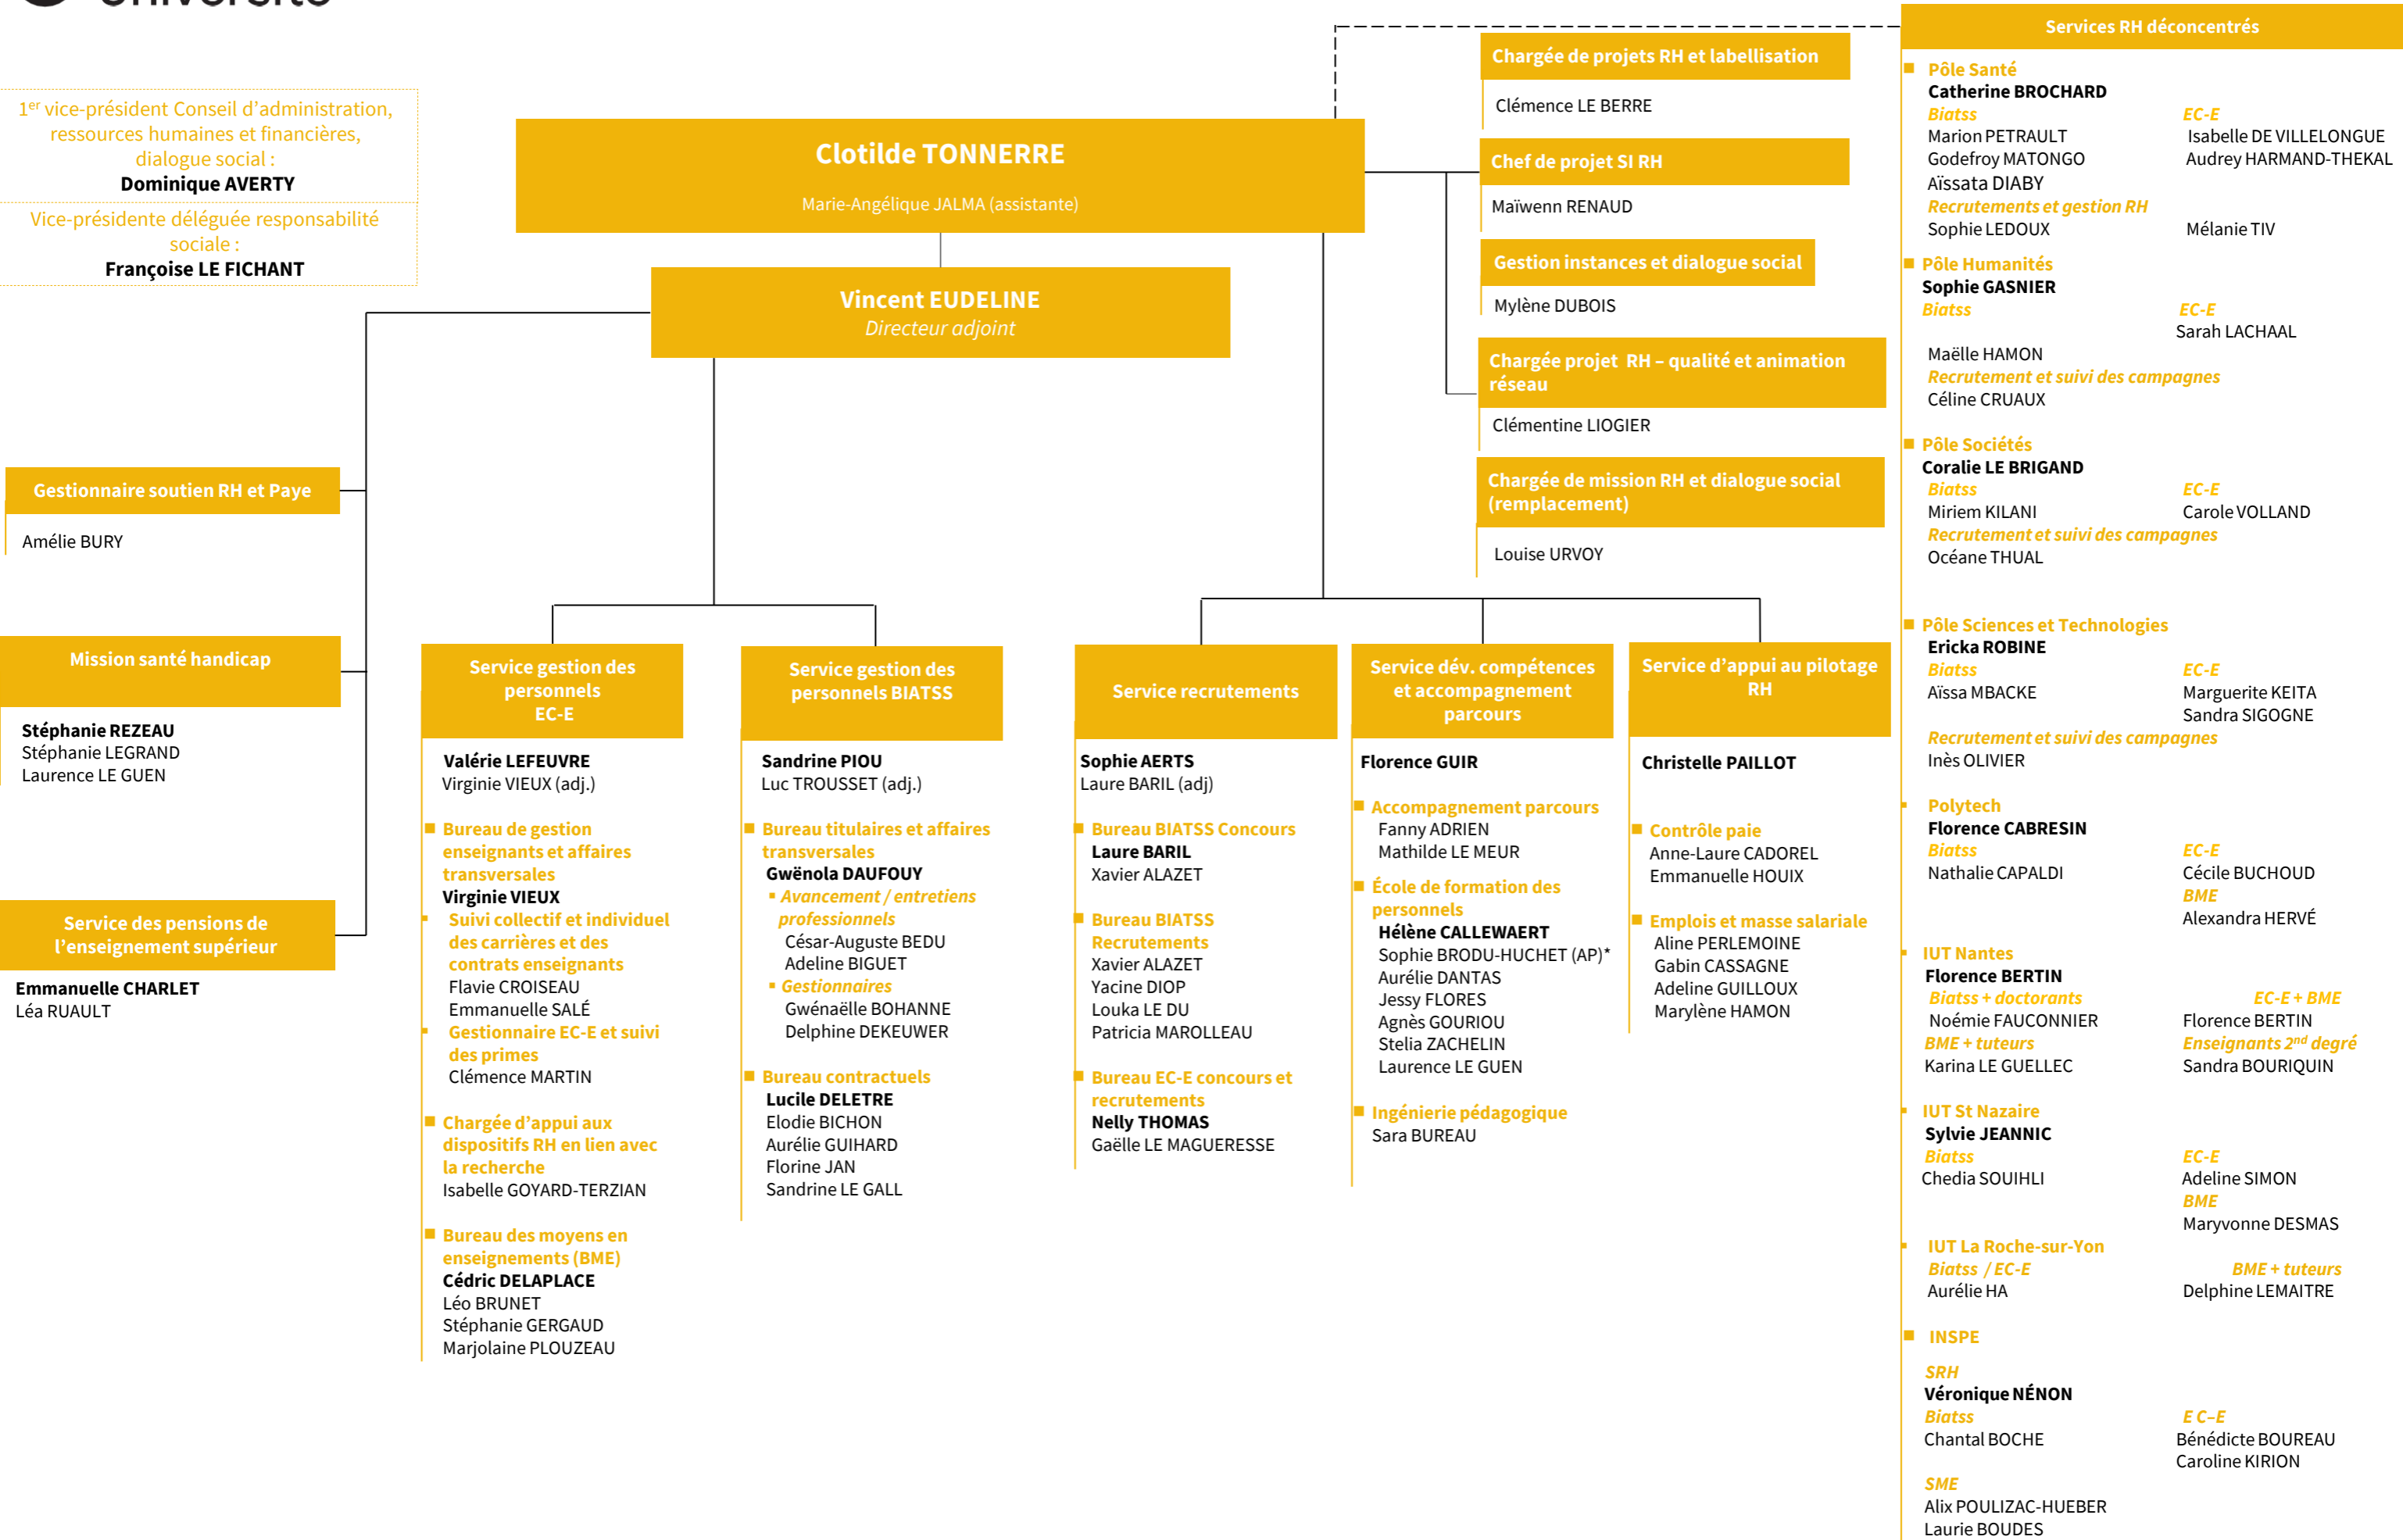 Université
1er vice-président Conseil d’administration,
ressources humaines et financières,
dialogue social :
Dominique AVERTY
Vice-présidente déléguée responsabilité
sociale :
Françoise LE FICHANT
Clotilde TONNERRE
Marie-Angélique JALMA (assistante)
Vincent EUDELINE
Directeur adjoint
Gestionnaire soutien RH et Paye
Amélie BURY
Mission santé handicap
Stéphanie REZEAU
Stéphanie LEGRAND
Laurence LE GUEN
Service des pensions de
l’enseignement supérieur
Emmanuelle CHARLET
Léa RUAULT
Service gestion des
personnels
EC-E
Valérie LEFEUVRE
Virginie VIEUX (adj.)
Bureau de gestion
enseignants et affaires
transversales
Virginie VIEUX
Suivi collectif et individuel
des carrières et des
contrats enseignants
Flavie CROISEAU
Emmanuelle SALÉ
Gestionnaire EC-E et suivi
des primes
Clémence MARTIN
Chargée d’appui aux
dispositifs RH en lien avec
la recherche
Isabelle GOYARD-TERZIAN
Bureau des moyens en
enseignements (BME)
Cédric DELAPLACE
Léo BRUNET
Stéphanie GERGAUD
Marjolaine PLOUZEAU
Service gestion des
personnels BIATSS
Sandrine PIOU
Luc TROUSSET (adj.)
Bureau titulaires et affaires
transversales
Gwënola DAUFOUY
Avancement / entretiens
professionnels
César-Auguste BEDU
Adeline BIGUET
Gestionnaires
Gwénaëlle BOHANNE
Delphine DEKEUWER
Bureau contractuels
Lucile DELETRE
Elodie BICHON
Aurélie GUIHARD
Florine JAN
Sandrine LE GALL
Service recrutements
Sophie AERTS
Laure BARIL (adj)
Bureau BIATSS Concours
Laure BARIL
Xavier ALAZET
Bureau BIATSS
Recrutements
Xavier ALAZET
Yacine DIOP
Louka LE DU
Patricia MAROLLEAU
Bureau EC-E concours et
recrutements
Nelly THOMAS
Gaëlle LE MAGUERESSE
Service dév. compétences
et accompagnement
parcours
Florence GUIR
Accompagnement parcours
Fanny ADRIEN
Mathilde LE MEUR
École de formation des
personnels
Hélène CALLEWAERT
Sophie BRODU-HUCHET (AP)*
Aurélie DANTAS
Jessy FLORES
Agnès GOURIOU
Stelia ZACHELIN
Laurence LE GUEN
Ingénierie pédagogique
Sara BUREAU
Service d’appui au pilotage
RH
Christelle PAILLOT
Contrôle paie
Anne-Laure CADOREL
Emmanuelle HOUIX
Emplois et masse salariale
Aline PERLEMOINE
Gabin CASSAGNE
Adeline GUILLOUX
Marylène HAMON
Chargée de projets RH et labellisation
Clémence LE BERRE
Chef de projet SI RH
Maïwenn RENAUD
Gestion instances et dialogue social
Mylène DUBOIS
Chargée projet RH – qualité et animation
réseau
Clémentine LIOGIER
Chargée de mission RH et dialogue social
(remplacement)
Louise URVOY
Services RH déconcentrés
Pôle Santé
Catherine BROCHARD
Biatss EC-E
Marion PETRAULT Isabelle DE VILLELONGUE
Godefroy MATONGO Audrey HARMAND-THEKAL
Aïssata DIABY
Recrutements et gestion RH
Sophie LEDOUX Mélanie TIV
Pôle Humanités
Sophie GASNIER
Biatss EC-E
Sarah LACHAAL
Maëlle HAMON
Recrutement et suivi des campagnes
Céline CRUAUX
Pôle Sociétés
Coralie LE BRIGAND
Biatss EC-E
Miriem KILANI Carole VOLLAND
Recrutement et suivi des campagnes
Océane THUAL
Pôle Sciences et Technologies
Ericka ROBINE
Biatss EC-E
Aïssa MBACKE Marguerite KEITA
Sandra SIGOGNE
Recrutement et suivi des campagnes
Inès OLIVIER
Polytech
Florence CABRESIN
Biatss EC-E
Nathalie CAPALDI Cécile BUCHOUD
BME
Alexandra HERVÉ
IUT Nantes
Florence BERTIN
Biatss + doctorants EC-E + BME
Noémie FAUCONNIER Florence BERTIN
BME + tuteurs Enseignants 2nd degré
Karina LE GUELLEC Sandra BOURIQUIN
IUT St Nazaire
Sylvie JEANNIC
Biatss EC-E
Chedia SOUIHLI Adeline SIMON
BME
Maryvonne DESMAS
IUT La Roche-sur-Yon
Biatss / EC-E BME + tuteurs
Aurélie HA Delphine LEMAITRE
INSPE
SRH
Véronique NÉNON
Biatss E C–E
Chantal BOCHE Bénédicte BOUREAU
Caroline KIRION
SME
Alix POULIZAC-HUEBER
Laurie BOUDES